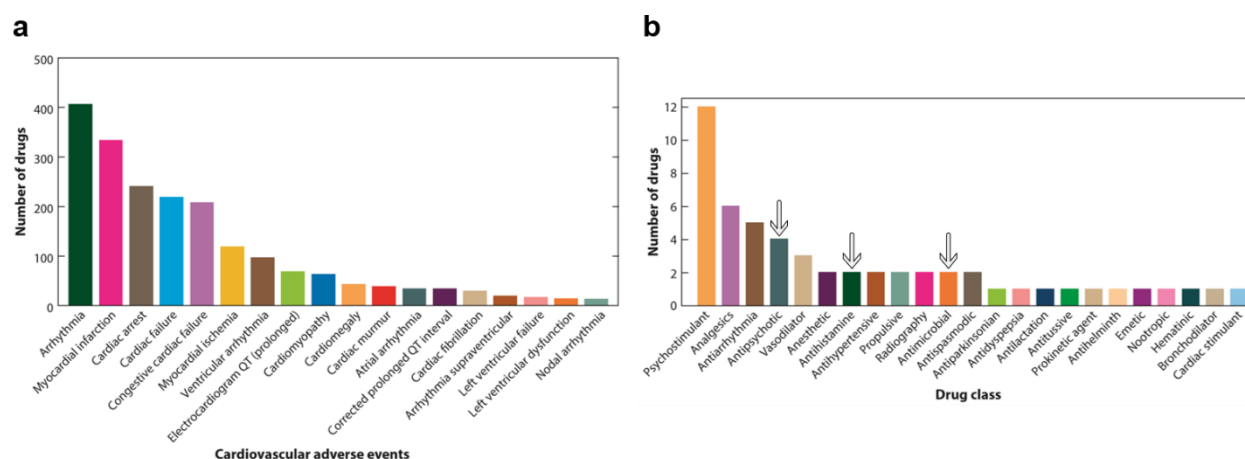 a
500
400
300
200
100
0
Number of drugs
Arrhythmia
Myocardial infarction
Cardiac arrest
Cardiac failure
Congestive cardiac failure
Myocardial ischemia
Ventricular arrhythmia
Electrocardiogram QT (prolonged)
Cardiomyopathy
Cardiomegaly
Cardiac murmur
Atrial arrhythmia
Corrected prolonged QT interval
Cardiac fibrillation
Arrhythmia supraventricular
Left ventricular failure
Left ventricular dysfunction
Nodal arrhythmia
Cardiovascular adverse events
b
12
10
8
6
4
2
0
Number of drugs
Psychostimulant
Analgesics
Antiarrhythmia
Antipsychotic
Vasodilator
Anesthetic
Antihistamine
Antihypertensive
Propulsive
Radiography
Antimicrobial
Antispasmodic
Antiparkinsonian
Antidyspepsia
Antilactation
Antitussive
Prokinetic agent
Antihelminth
Emetic
Nootropic
Hematinic
Bronchodilator
Cardiac stimulant
Drug class